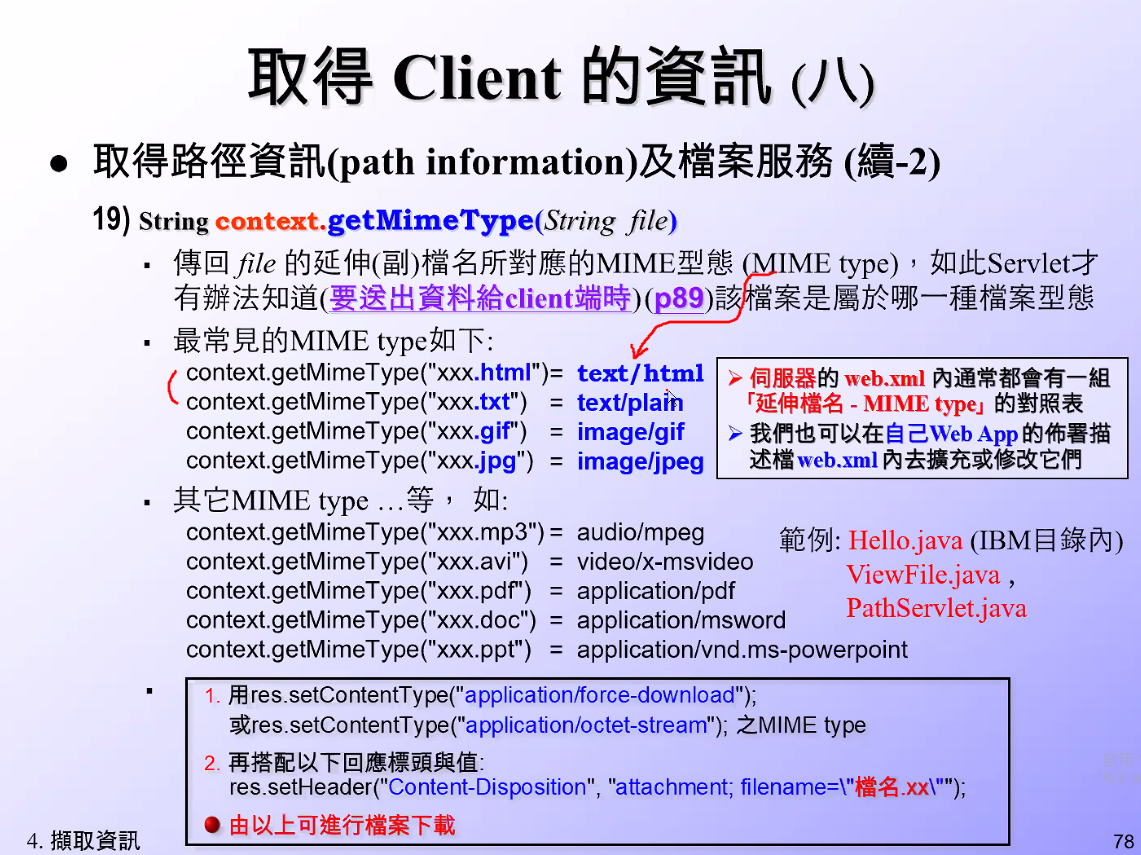 取得 Client 的資訊 (八)
● 取得路徑資訊(path information)及檔案服務 (續-2)
19) String context.getMimeType(String file)
▪ 傳回 file 的延伸(副)檔名所對應的MIME型態 (MIME type)，如此Servlet才
有辦法知道(要送出資料給client端時)(p89)該檔案是屬於哪一種檔案型態
▪ 最常見的MIME type如下:
context.getMimeType("xxx.html")= text/html
context.getMimeType("xxx.txt") = text/plain
context.getMimeType("xxx.gif") = image/gif
context.getMimeType("xxx.jpg") = image/jpeg
➢ 伺服器的 web.xml 內通常都會有一組
「延伸檔名 - MIME type」的對照表
➢ 我們也可以在自己Web App的佈署描
述檔web.xml內去擴充或修改它們
▪ 其它MIME type …等， 如:
context.getMimeType("xxx.mp3") = audio/mpeg
context.getMimeType("xxx.avi") = video/x-msvideo
context.getMimeType("xxx.pdf") = application/pdf
context.getMimeType("xxx.doc") = application/msword
context.getMimeType("xxx.ppt") = application/vnd.ms-powerpoint
範例: Hello.java (IBM目錄內)
ViewFile.java ,
PathServlet.java
▪
1. 用res.setContentType("application/force-download");
或res.setContentType("application/octet-stream"); 之MIME type
2. 再搭配以下回應標頭與值:
res.setHeader("Content-Disposition", "attachment; filename=\"檔名.xx\"");
● 由以上可進行檔案下載
4. 擷取資訊
78